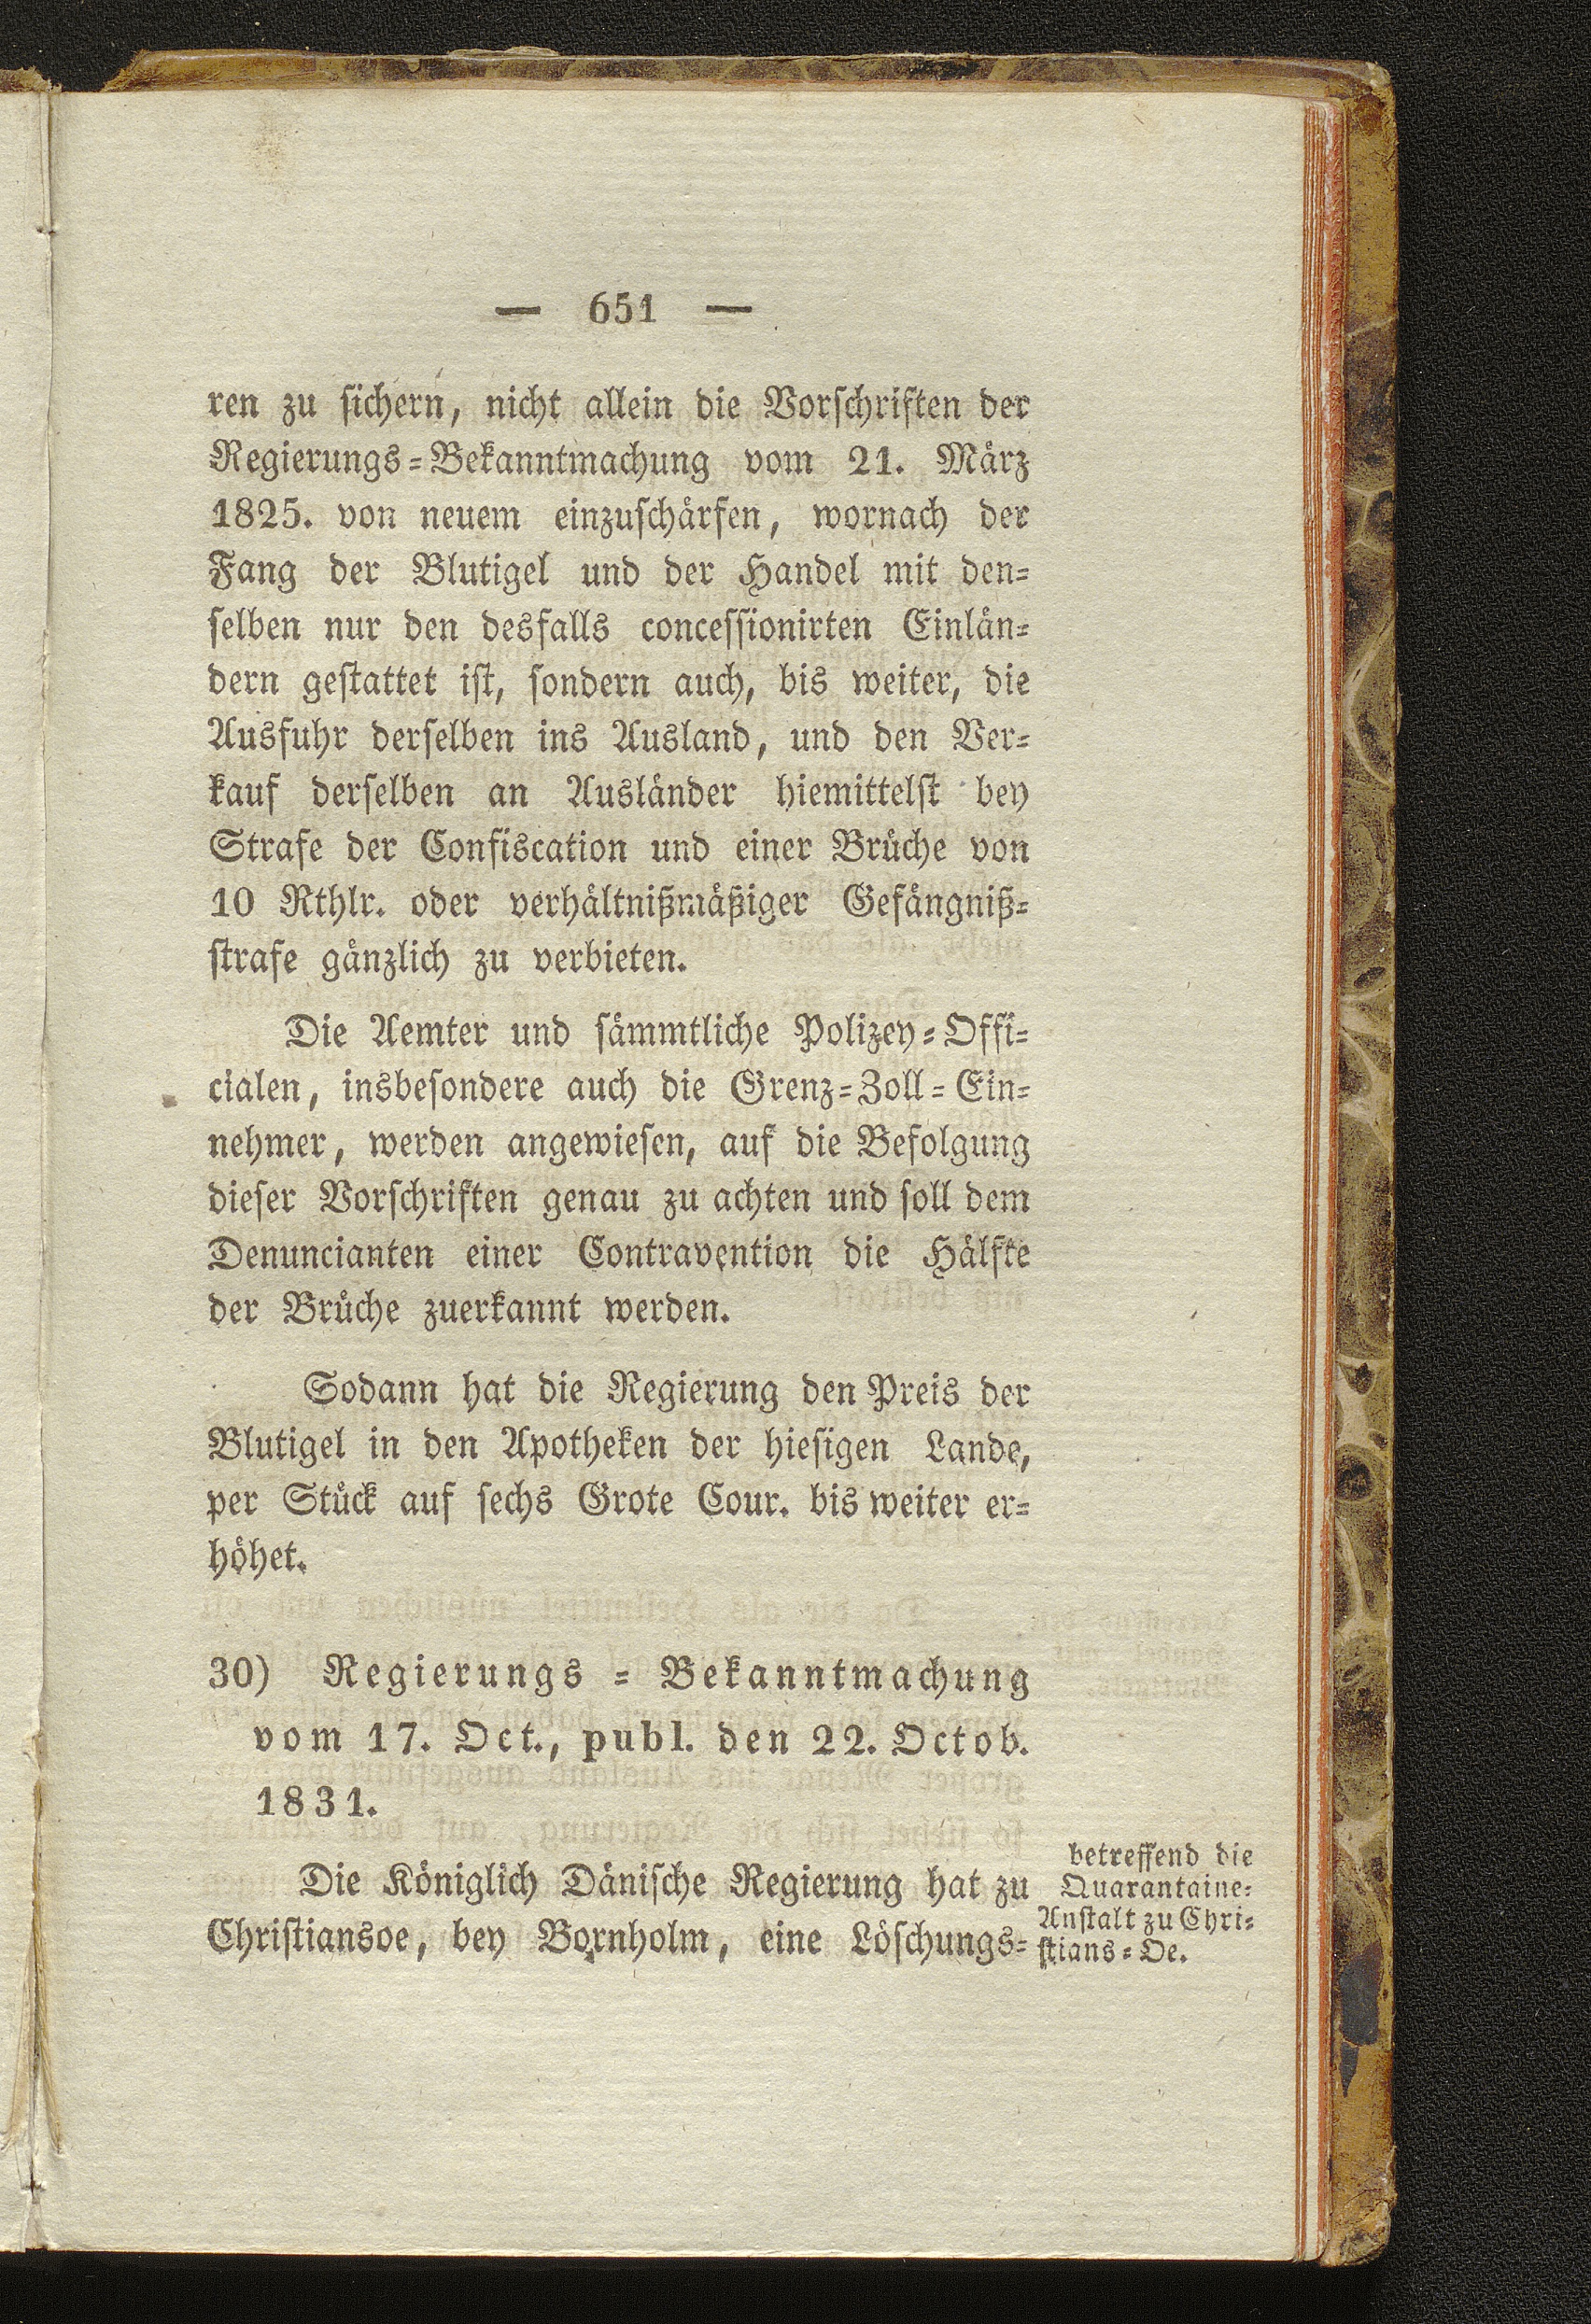 — 651 —
ren zu sichern, nicht allein die Vorschriften der
Regierungs=Bekanntmachung vom 21. März
1825. von neuem einzuschärfen, wornach der
Fang der Blutigel und der Handel mit den=
selben nur den desfalls concessionirten Einlän=
dern gestattet ist, sondern auch, bis weiter, die
Ausfuhr derselben ins Ausland, und den Ver=
kauf derselben an Ausländer hiemittelst bey
Strafe der Confiscation und einer Brüche von
10 Rthlr. oder verhältnißmäßiger Gefängniß=
strafe gänzlich zu verbieten.
Die Aemter und sämmtliche Polizey=Offi=
cialen, insbesondere auch die Grenz=Zoll=Ein=
nehmer, werden angewiesen, auf die Befolgung
dieser Vorschriften genau zu achten und soll dem
Denuncianten einer Contravention die Hälfte
der Brüche zuerkannt werden.
Sodann hat die Regierung den Preis der
Blutigel in den Apotheken der hiesigen Lande,
per Stück auf sechs Grote Cour. bis weiter er=
höhet.
30) Regierungs=Bekanntmachung
vom 17. Oct., publ. den 22. Octob.
1831.
Die Königlich Dänische Regierung hat zu
Christiansoe, bey Bornholm, eine Löschungs=
betreffend die
Quarantaine=
Anstalt zu Chri=
stians=Oe.